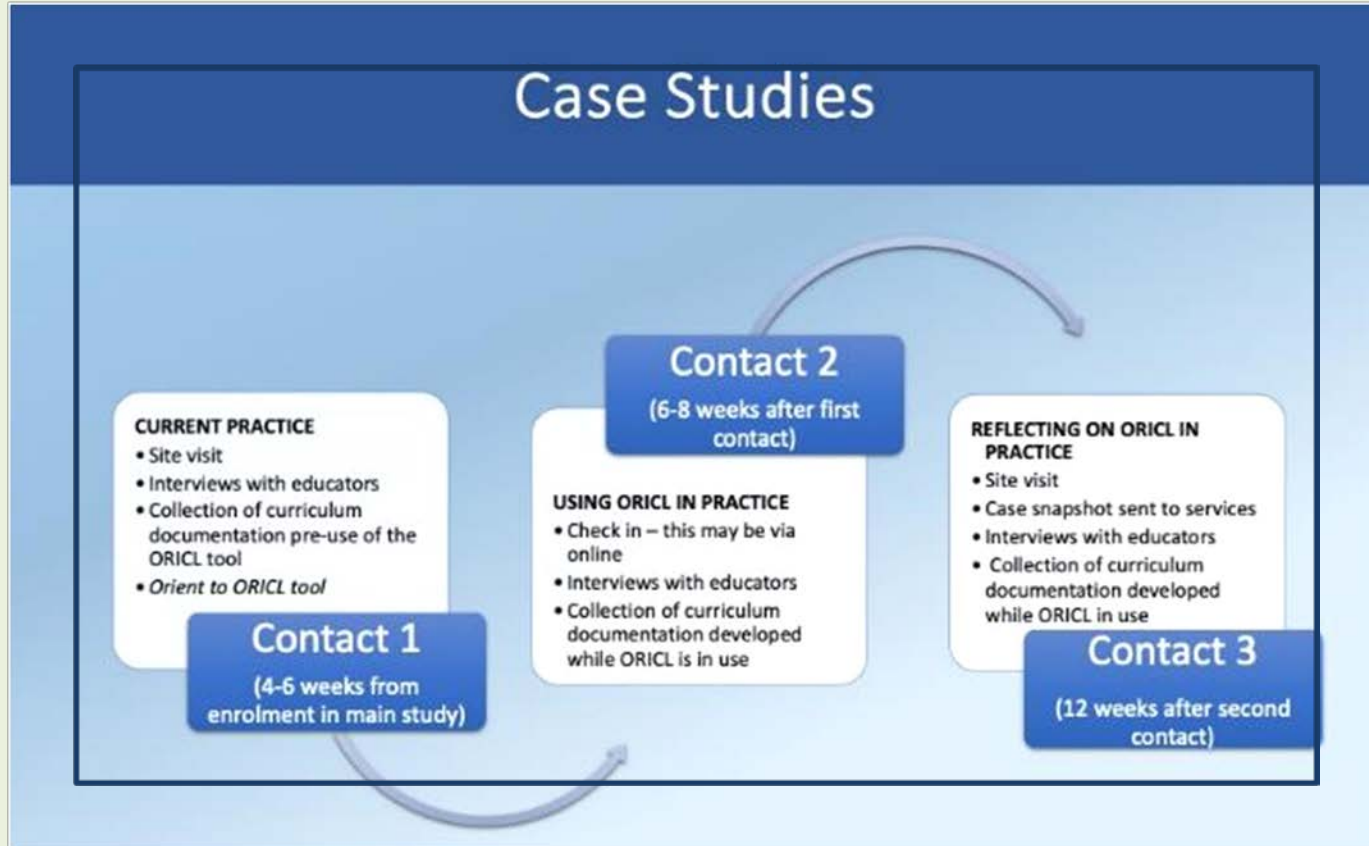 Case Studies
CURRENT PRACTICE
• Site visit
• Interviews with educators
• Collection of curriculum
documentation pre-use of the
ORICL tool
• Orient to ORICL tool
Contact 1
(4-6 weeks from
enrolment in main study)
Contact 2
(6-8 weeks after first
contact)
USING ORICL IN PRACTICE
• Check in – this may be via
online
• Interviews with educators
• Collection of curriculum
documentation developed
while ORICL is in use
REFLECTING ON ORICL IN
PRACTICE
• Site visit
• Case snapshot sent to services
• Interviews with educators
• Collection of curriculum
documentation developed
while ORICL in use
Contact 3
(12 weeks after second
contact)